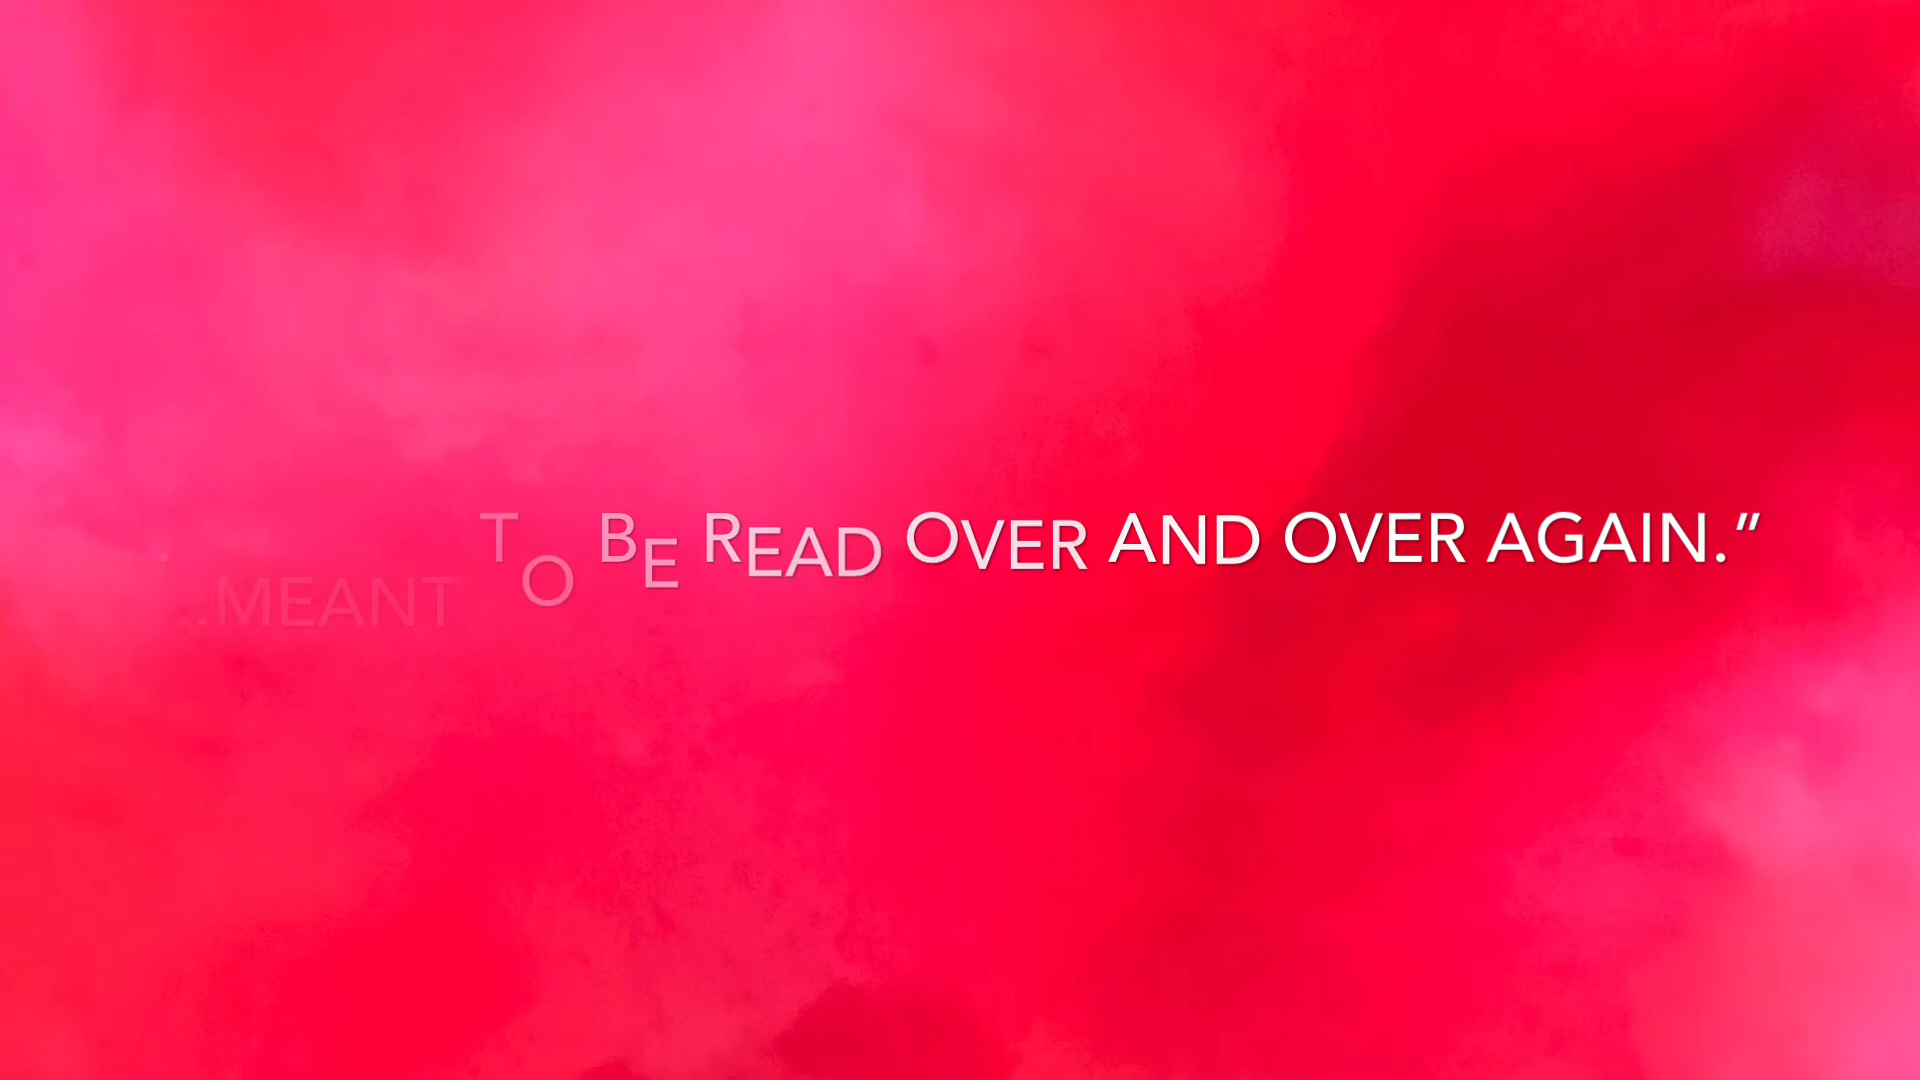 ...MEANT TO BE READ OVER AND OVER AGAIN.”